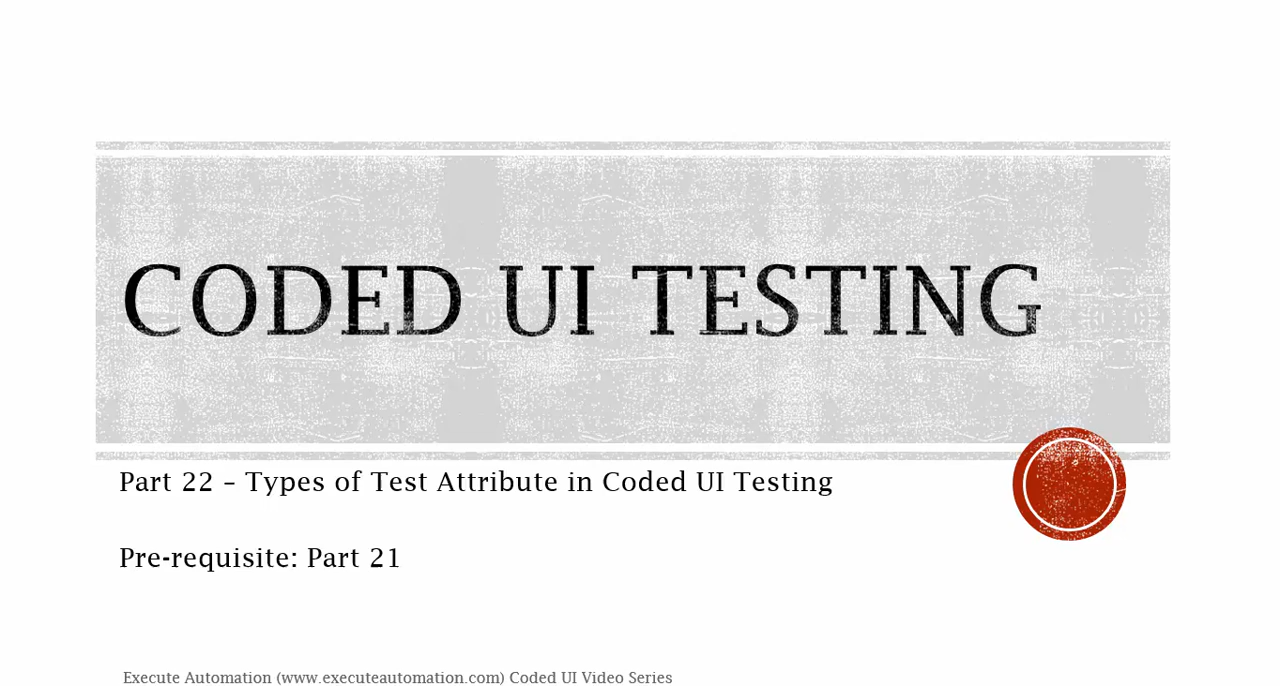 CODED UI TESTING
Part 22 – Types of Test Attribute in Coded UI Testing
Pre-requisite: Part 21
Execute Automation (www.executeautomation.com) Coded UI Video Series